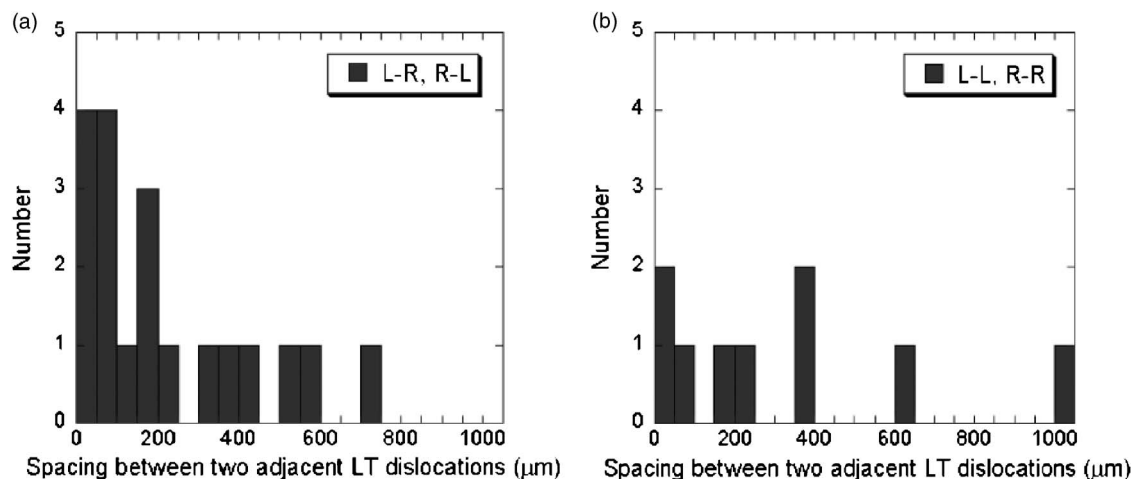 (a)
5
4
3
2
1
0
Number
L-R, R-L
0 200 400 600 800 1000
Spacing between two adjacent LT dislocations (μm)
(b)
5
4
3
2
1
0
Number
L-L, R-R
0 200 400 600 800 1000
Spacing between two adjacent LT dislocations (μm)